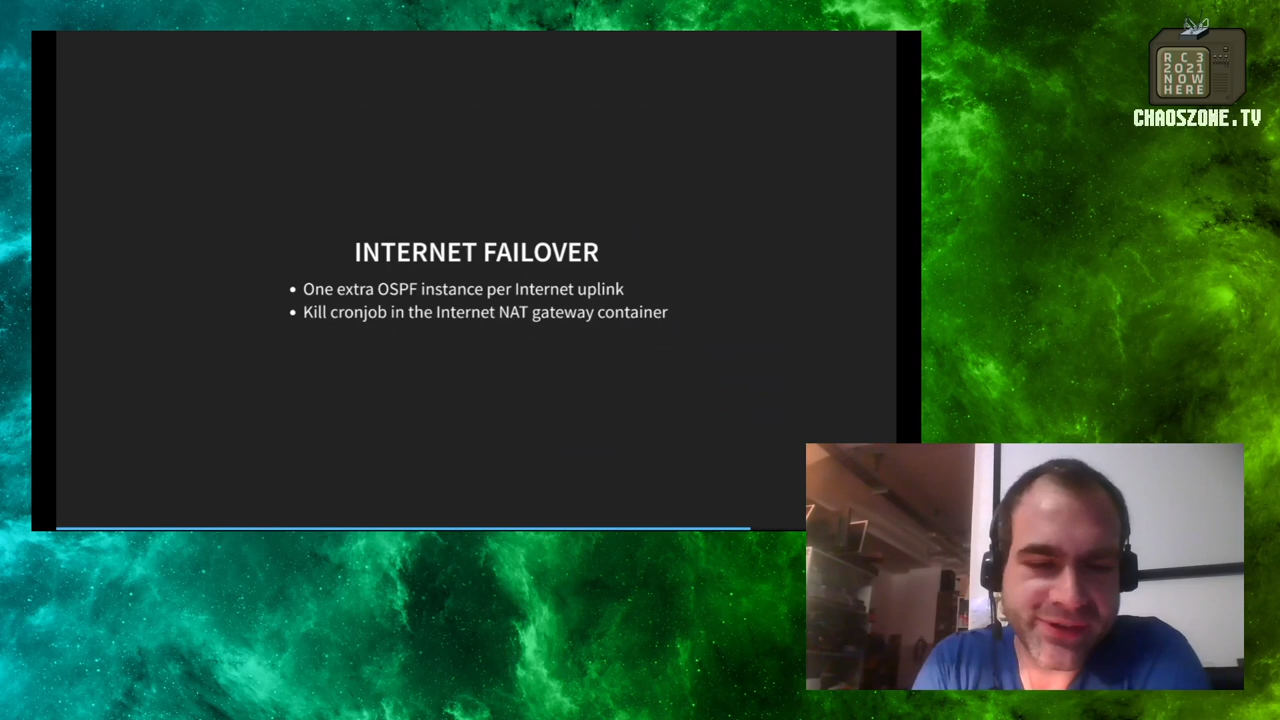 RC3
2021
NOW
HERE
CHAOSZONE.TV
INTERNET FAILOVER
• One extra OSPF instance per Internet uplink
• Kill cronjob in the Internet NAT gateway container